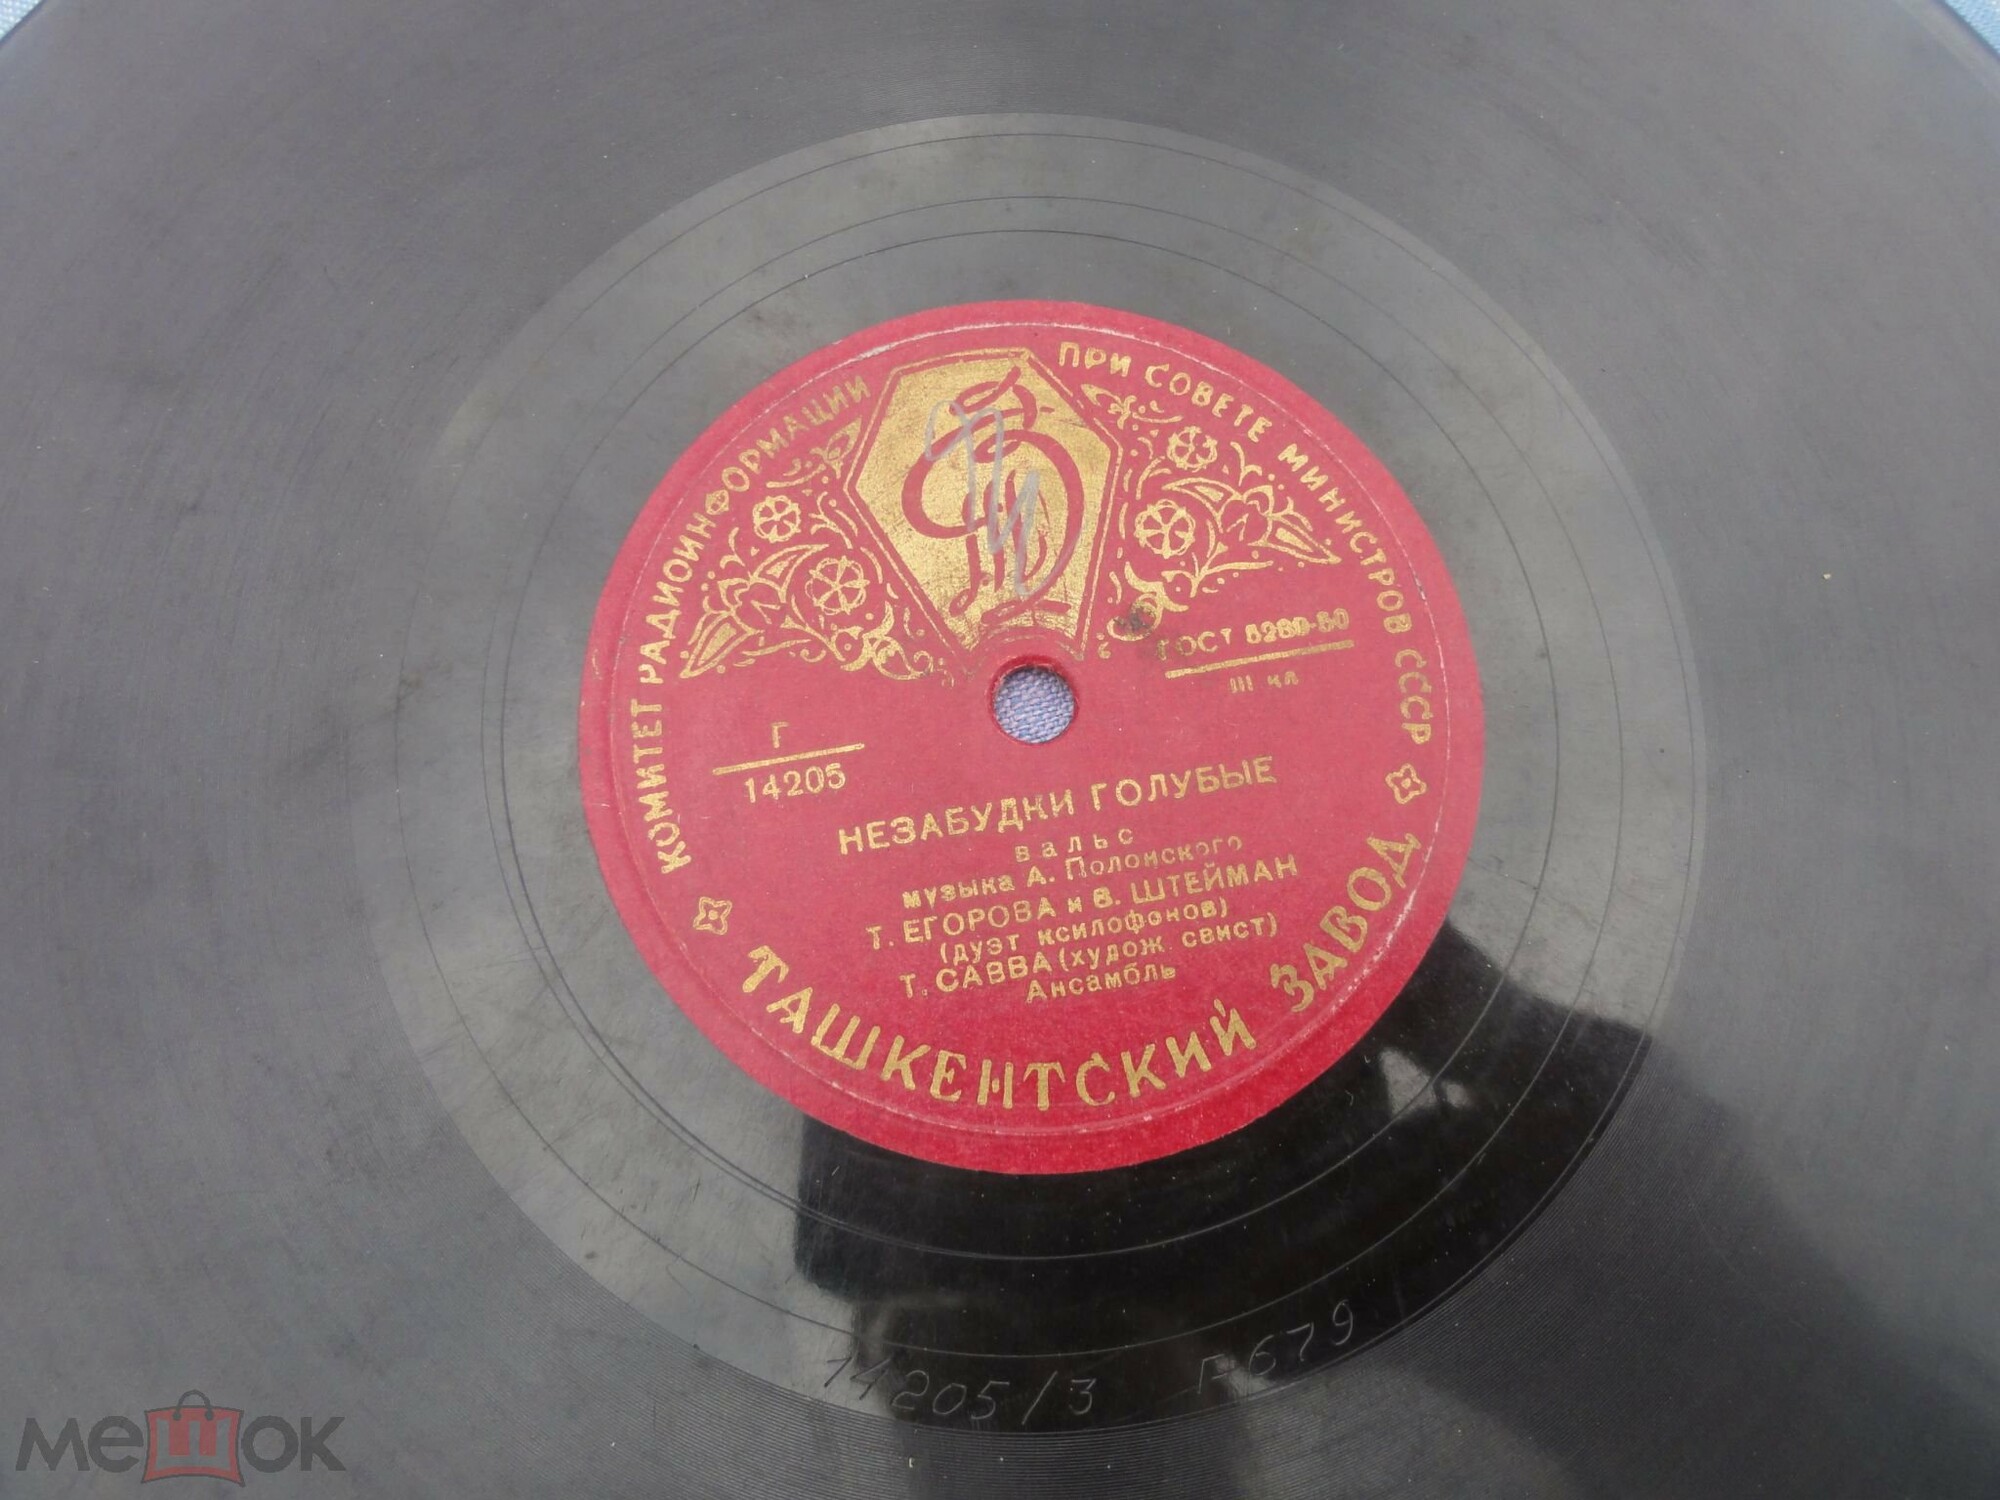 КОМИТЕТ РАДИОИНФОРМАЦИИ ПРИ СОВЕТЕ МИНИСТРОВ СССР
ГОСТ 5289-50
III кл
Г
14205
НЕЗАБУДКИ ГОЛУБЫЕ
вальс
музыка А. Полонского
Т. ЕГОРОВА и В. ШТЕЙМАН
(дуэт ксилофонов)
Т. САВВА (худож. свист)
Ансамбль
ТАШКЕНТСКИЙ ЗАВОД
14205/3 Г-679
мешок